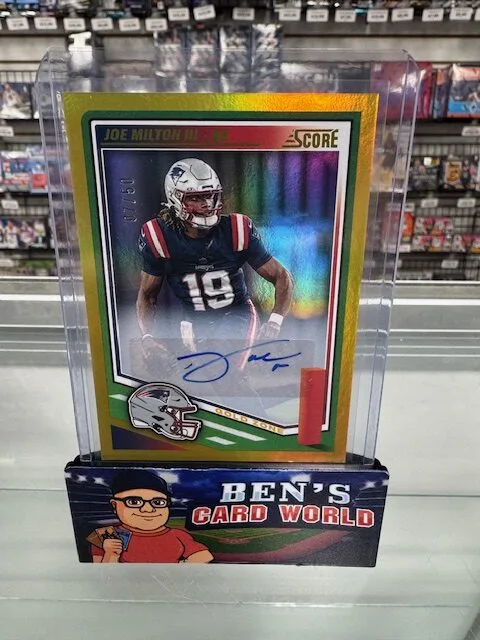 JOE MILTON III - QB
SCORE
19
GOLD ZONE
BEN'S
CARD WORLD